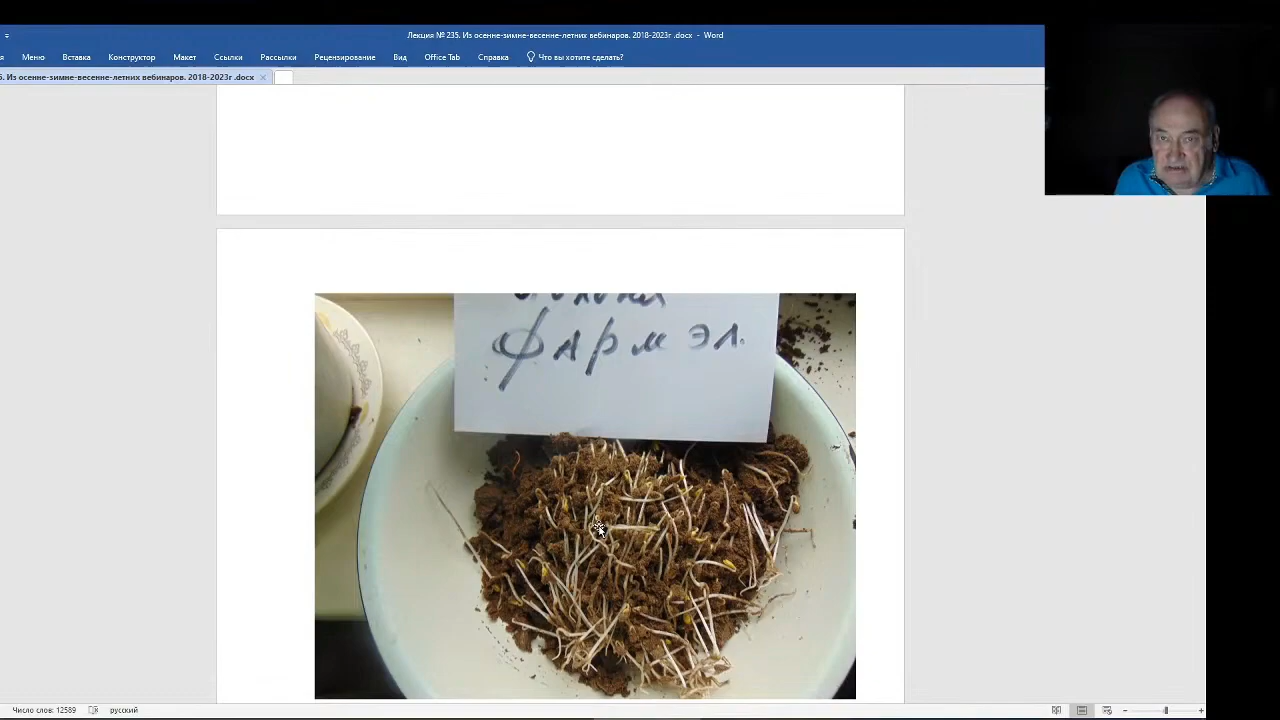 Лекция № 235. Из осенне-зимне-весенне-летних вебинаров. 2018-2023г .docx - Word
Меню Вставка Конструктор Макет Ссылки Рассылки Рецензирование Вид Office Tab Справка Что вы хотите сделать?
Из осенне-зимне-весенне-летних вебинаров. 2018-2023г .docx
ФАРМ ЭЛ.
Число слов: 12589 русский